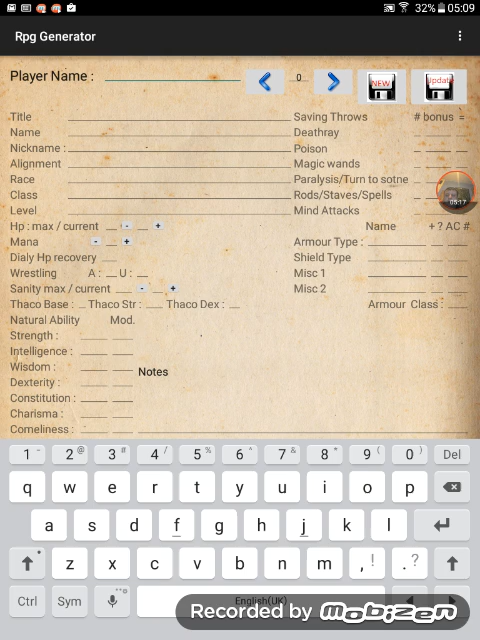 32% 05:09
Rpg Generator
Player Name : 0 NEW Update
Title Saving Throws # bonus =
Name Deathray
Nickname : Poison
Alignment Magic wands
Race Paralysis/Turn to sotne
Class Rods/Staves/Spells 05:17
Level Mind Attacks
Hp : max / current - + Name + ? AC #
Mana - + Armour Type :
Dialy Hp recovery Shield Type
Wrestling A : U : Misc 1
Sanity max / current - + Misc 2
Thaco Base : Thaco Str : Thaco Dex : Armour Class :
Natural Ability Mod.
Strength :
Intelligence :
Wisdom : Notes
Dexterity :
Constitution :
Charisma :
Comeliness :
1 - 2 @ 3 # 4 / 5 % 6 ^ 7 & 8 * 9 ( 0 ) Del
q w e r t y u i o p
a s d f g h j k l
z x c v b n m , ! . ?
Ctrl Sym English(UK)
Recorded by Mobizen